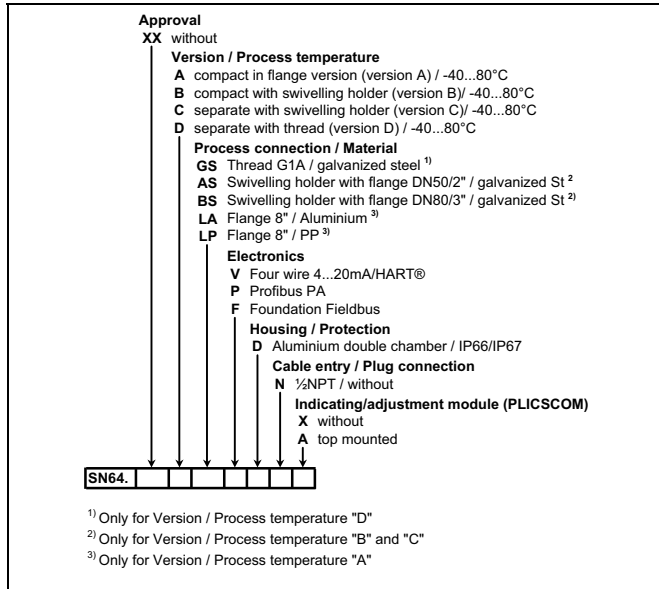 Approval
XX without
Version / Process temperature
A compact in flange version (version A) / -40...80°C
B compact with swivelling holder (version B)/ -40...80°C
C separate with swivelling holder (version C)/ -40...80°C
D separate with thread (version D) / -40...80°C
Process connection / Material
GS Thread G1A / galvanized steel 1)
AS Swivelling holder with flange DN50/2" / galvanized St 2
BS Swivelling holder with flange DN80/3" / galvanized St 2)
LA Flange 8" / Aluminium 3)
LP Flange 8" / PP 3)
Electronics
V Four wire 4...20mA/HART®
P Profibus PA
F Foundation Fieldbus
Housing / Protection
D Aluminium double chamber / IP66/IP67
Cable entry / Plug connection
N ½NPT / without
Indicating/adjustment module (PLICSCOM)
X without
A top mounted
SN64.
1) Only for Version / Process temperature "D"
2) Only for Version / Process temperature "B" and "C"
3) Only for Version / Process temperature "A"